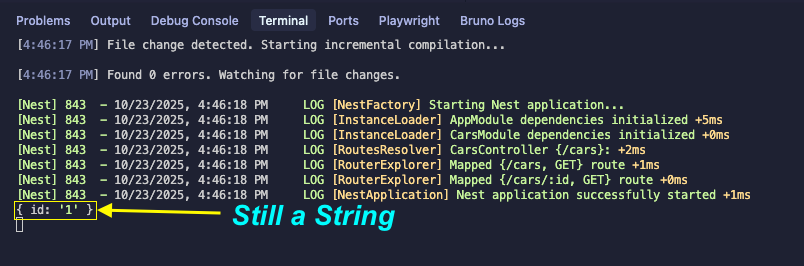 Problems Output Debug Console Terminal Ports Playwright Bruno Logs
[4:46:17 PM] File change detected. Starting incremental compilation...
[4:46:17 PM] Found 0 errors. Watching for file changes.
[Nest] 843  - 10/23/2025, 4:46:18 PM     LOG [NestFactory] Starting Nest application...
[Nest] 843  - 10/23/2025, 4:46:18 PM     LOG [InstanceLoader] AppModule dependencies initialized +5ms
[Nest] 843  - 10/23/2025, 4:46:18 PM     LOG [InstanceLoader] CarsModule dependencies initialized +0ms
[Nest] 843  - 10/23/2025, 4:46:18 PM     LOG [RoutesResolver] CarsController {/cars}: +2ms
[Nest] 843  - 10/23/2025, 4:46:18 PM     LOG [RouterExplorer] Mapped {/cars, GET} route +1ms
[Nest] 843  - 10/23/2025, 4:46:18 PM     LOG [RouterExplorer] Mapped {/cars/:id, GET} route +0ms
[Nest] 843  - 10/23/2025, 4:46:18 PM     LOG [NestApplication] Nest application successfully started +1ms
{ id: '1' }
Still a String